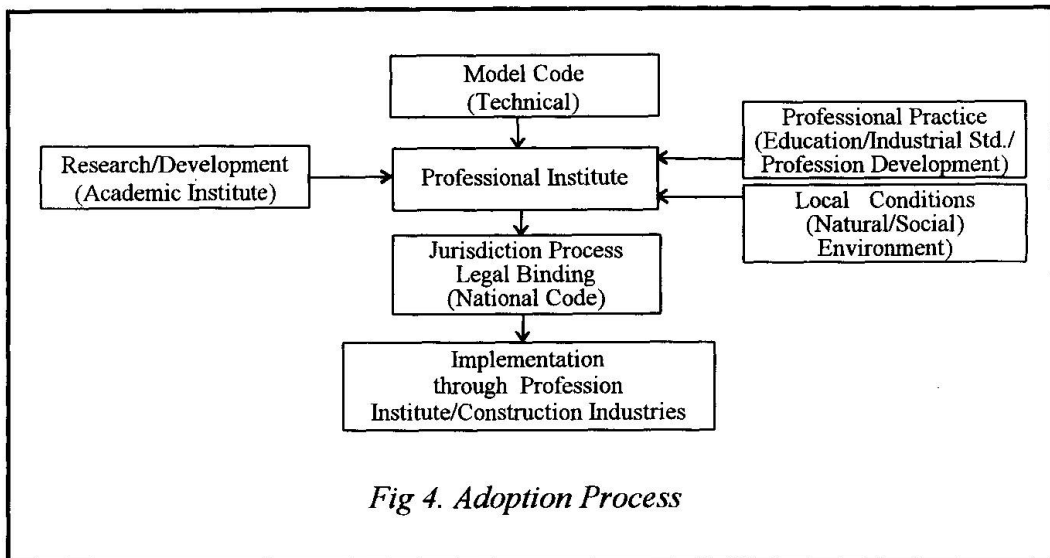 Model Code
(Technical)
Professional Practice
(Education/Industrial Std./
Profession Development)
Research/Development
(Academic Institute)
Professional Institute
Local Conditions
(Natural/Social)
Environment)
Jurisdiction Process
Legal Binding
(National Code)
Implementation
through Profession
Institute/Construction Industries
Fig 4. Adoption Process